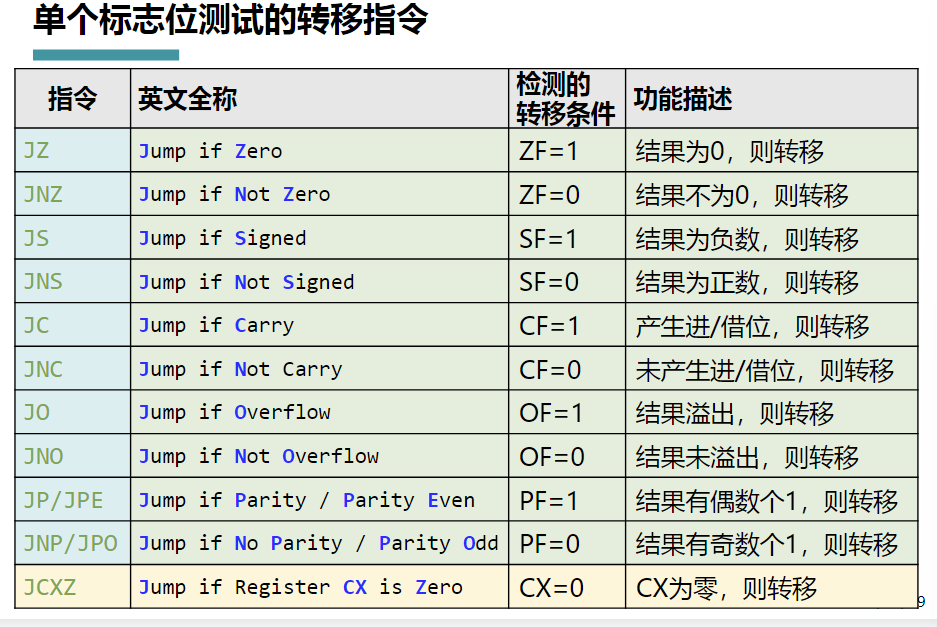 单个标志位测试的转移指令
指令 英文全称 检测的转移条件 功能描述
JZ Jump if Zero ZF=1 结果为0，则转移
JNZ Jump if Not Zero ZF=0 结果不为0，则转移
JS Jump if Signed SF=1 结果为负数，则转移
JNS Jump if Not Signed SF=0 结果为正数，则转移
JC Jump if Carry CF=1 产生进/借位，则转移
JNC Jump if Not Carry CF=0 未产生进/借位，则转移
JO Jump if Overflow OF=1 结果溢出，则转移
JNO Jump if Not Overflow OF=0 结果未溢出，则转移
JP/JPE Jump if Parity / Parity Even PF=1 结果有偶数个1，则转移
JNP/JPO Jump if No Parity / Parity Odd PF=0 结果有奇数个1，则转移
JCXZ Jump if Register CX is Zero CX=0 CX为零，则转移
9